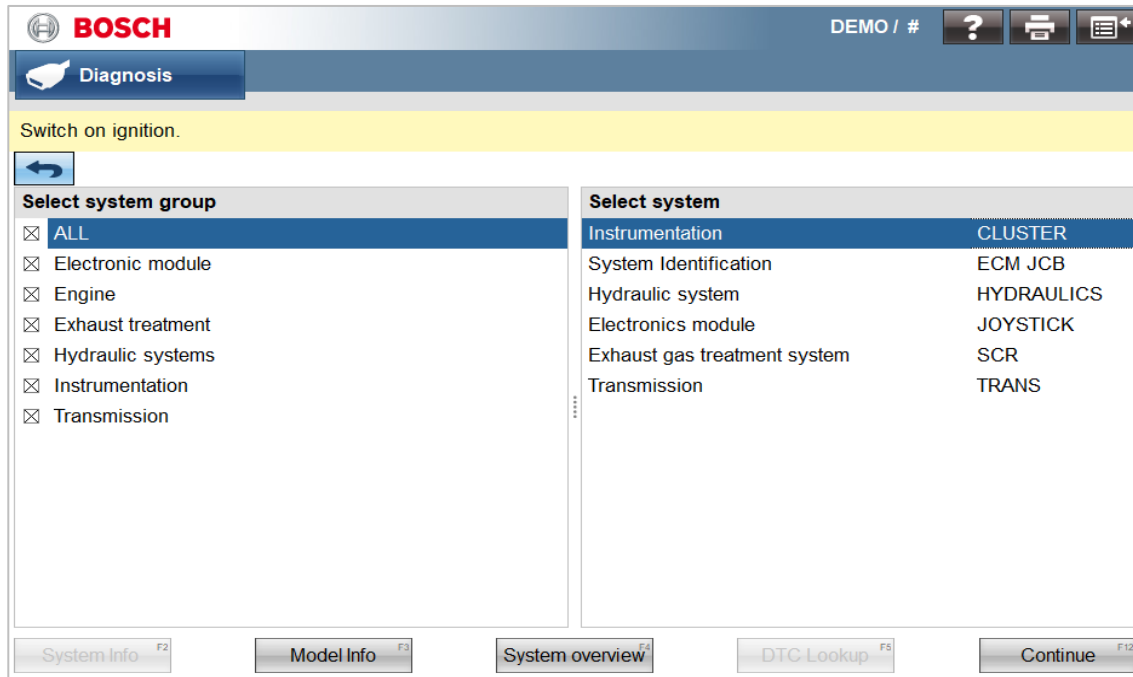 BOSCH
DEMO / #
?
Diagnosis
Switch on ignition.
Select system group
ALL
Electronic module
Engine
Exhaust treatment
Hydraulic systems
Instrumentation
Transmission
Select system
Instrumentation CLUSTER
System Identification ECM JCB
Hydraulic system HYDRAULICS
Electronics module JOYSTICK
Exhaust gas treatment system SCR
Transmission TRANS
System Info F2
Model Info F3
System overview F4
DTC Lookup F5
Continue F12